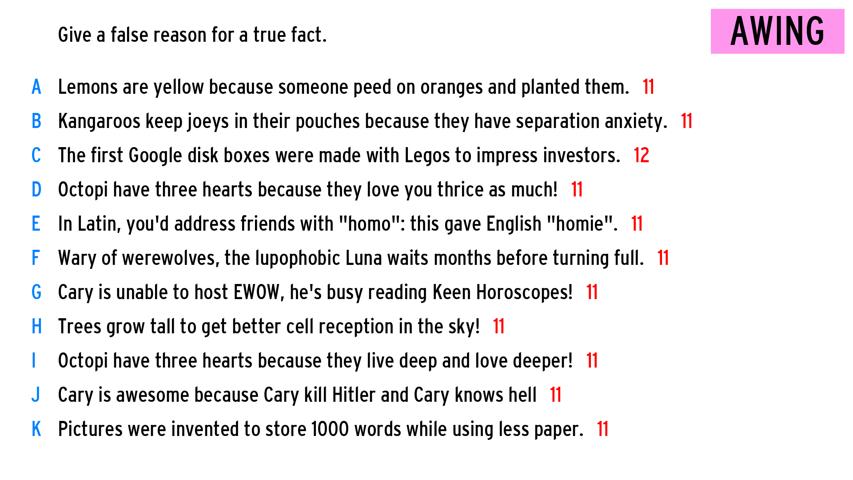 Give a false reason for a true fact.
AWING
A Lemons are yellow because someone peed on oranges and planted them. 11
B Kangaroos keep joeys in their pouches because they have separation anxiety. 11
C The first Google disk boxes were made with Legos to impress investors. 12
D Octopi have three hearts because they love you thrice as much! 11
E In Latin, you'd address friends with "homo": this gave English "homie". 11
F Wary of werewolves, the lupophobic Luna waits months before turning full. 11
G Cary is unable to host EWOW, he's busy reading Keen Horoscopes! 11
H Trees grow tall to get better cell reception in the sky! 11
I Octopi have three hearts because they live deep and love deeper! 11
J Cary is awesome because Cary kill Hitler and Cary knows hell 11
K Pictures were invented to store 1000 words while using less paper. 11